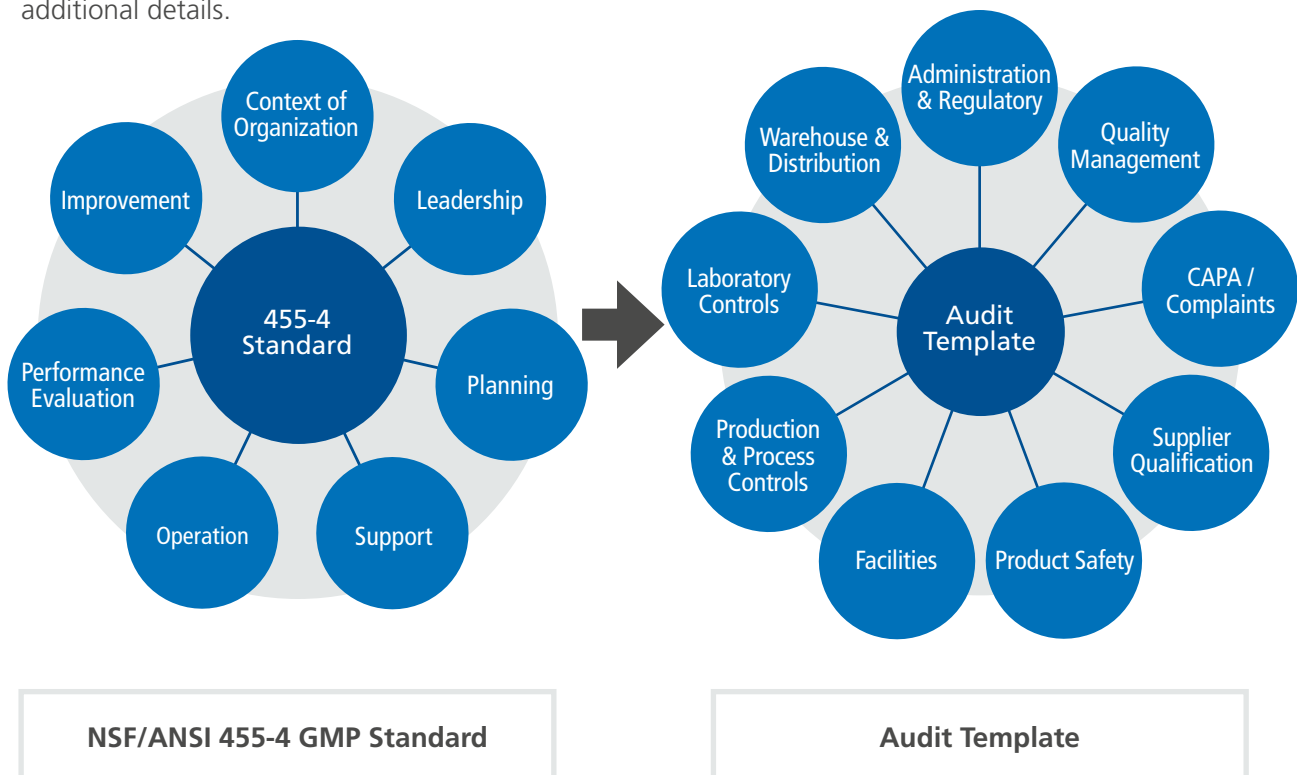 additional details.
Context of
Organization
Leadership
Planning
Support
Operation
Performance
Evaluation
Improvement
455-4
Standard
Administration
& Regulatory
Quality
Management
CAPA /
Complaints
Supplier
Qualification
Product Safety
Facilities
Production
& Process
Controls
Laboratory
Controls
Warehouse &
Distribution
Audit
Template
NSF/ANSI 455-4 GMP Standard
Audit Template